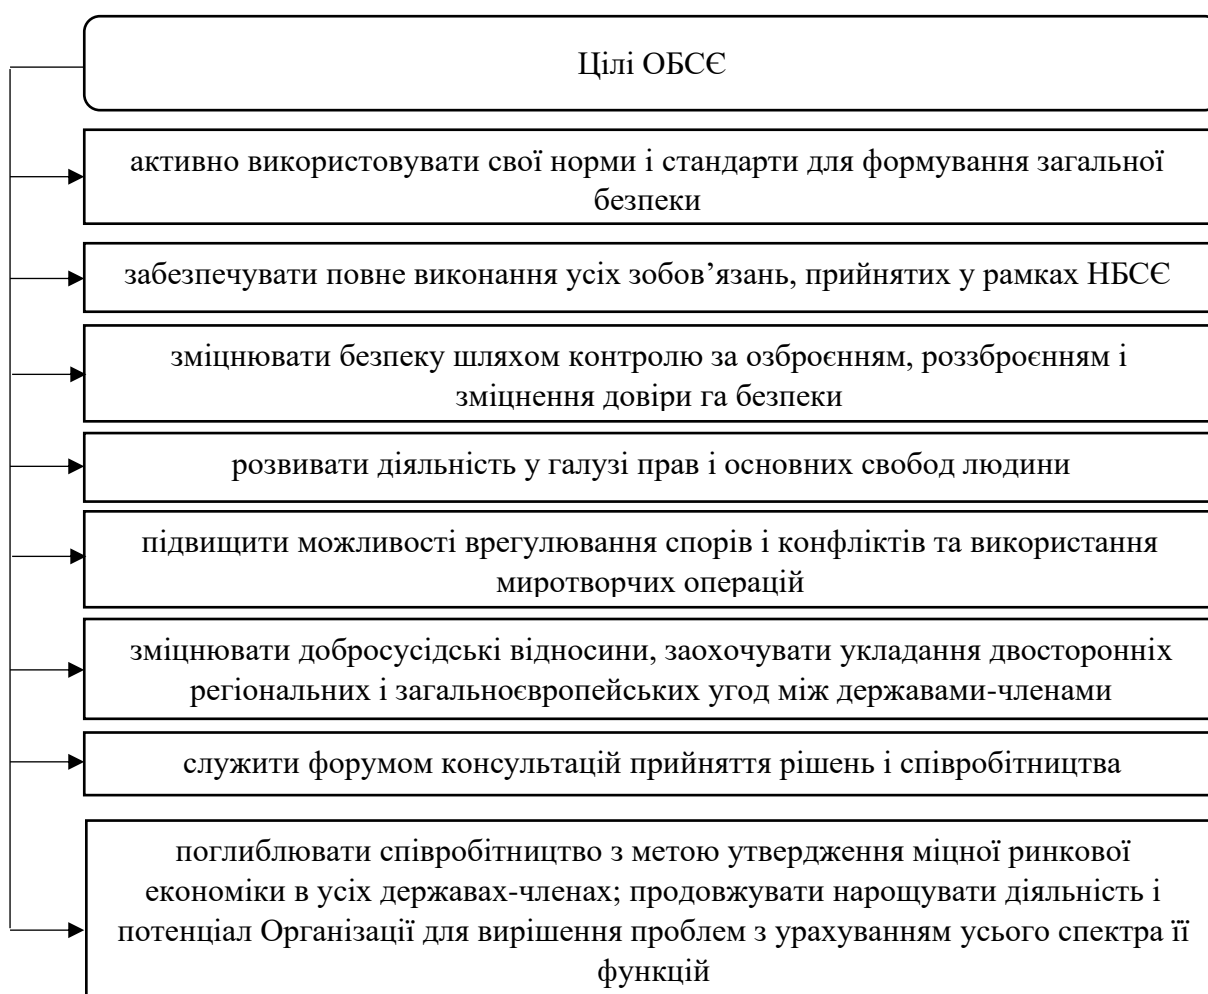 Цілі ОБСЄ
активно використовувати свої норми і стандарти для формування загальної
безпеки
забезпечувати повне виконання усіх зобов’язань, прийнятих у рамках НБСЄ
зміцнювати безпеку шляхом контролю за озброєнням, роззброєнням і
зміцнення довіри га безпеки
розвивати діяльність у галузі прав і основних свобод людини
підвищити можливості врегулювання спорів і конфліктів та використання
миротворчих операцій
зміцнювати добросусідські відносини, заохочувати укладання двосторонніх
регіональних і загальноєвропейських угод між державами-членами
служити форумом консультацій прийняття рішень і співробітництва
поглиблювати співробітництво з метою утвердження міцної ринкової
економіки в усіх державах-членах; продовжувати нарощувати діяльність і
потенціал Організації для вирішення проблем з урахуванням усього спектра її
функцій